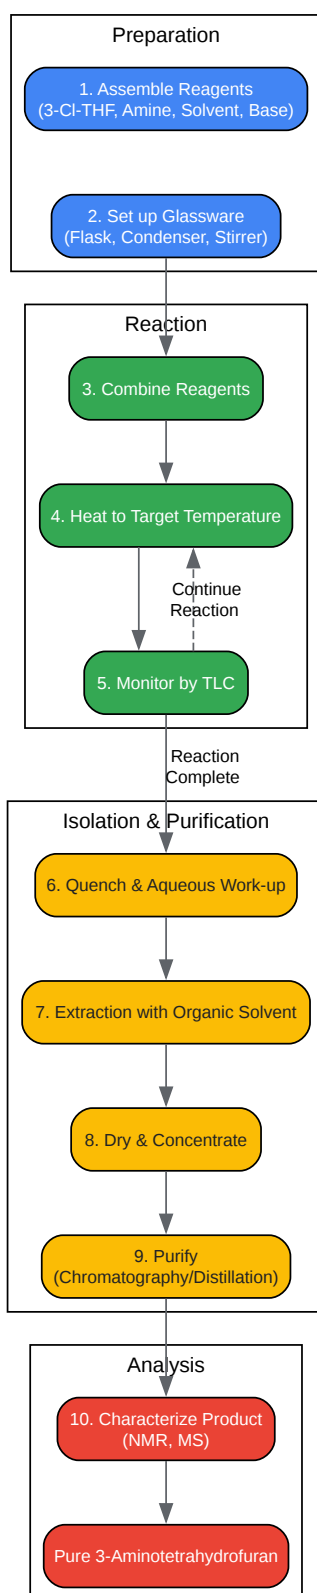 Preparation
1. Assemble Reagents
(3-Cl-THF, Amine, Solvent, Base)
2. Set up Glassware
(Flask, Condenser, Stirrer)
Reaction
3. Combine Reagents
4. Heat to Target Temperature
Continue
Reaction
5. Monitor by TLC
Reaction
Complete
Isolation & Purification
6. Quench & Aqueous Work-up
7. Extraction with Organic Solvent
8. Dry & Concentrate
9. Purify
(Chromatography/Distillation)
Analysis
10. Characterize Product
(NMR, MS)
Pure 3-Aminotetrahydrofuran